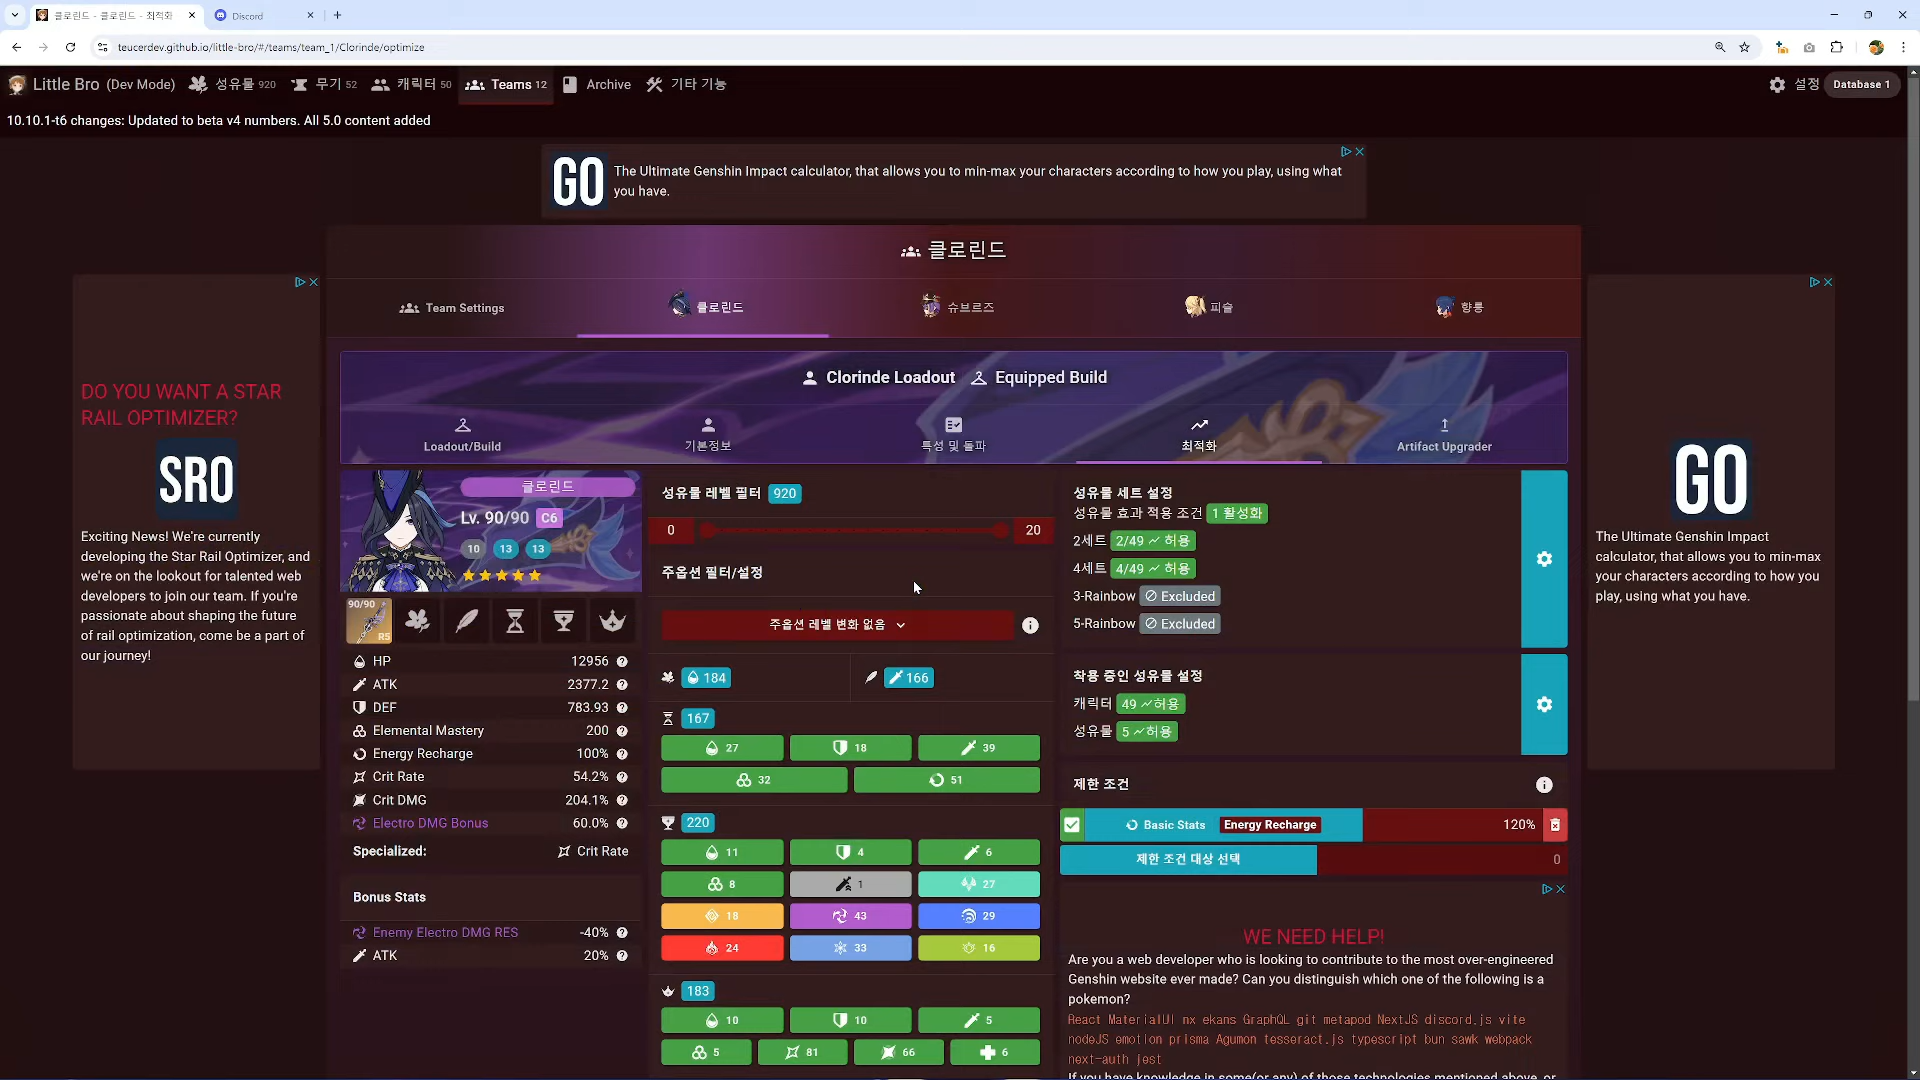 클로린드 - 클로린드 - 최적화
Discord
teucerdev.github.io/little-bro/#/teams/team_1/Clorinde/optimize
Little Bro (Dev Mode)
성유물 920
무기 52
캐릭터 50
Teams 12
Archive
기타 기능
설정
Database 1
10.10.1-t6 changes: Updated to beta v4 numbers. All 5.0 content added
GO
The Ultimate Genshin Impact calculator, that allows you to min-max your characters according to how you play, using what
you have.
클로린드
Team Settings
클로린드
슈브르즈
피슬
향릉
DO YOU WANT A STAR
RAIL OPTIMIZER?
SRO
Exciting News! We're currently
developing the Star Rail Optimizer, and
we're on the lookout for talented web
developers to join our team. If you're
passionate about shaping the future
of rail optimization, come be a part of
our journey!
Clorinde Loadout
Equipped Build
Loadout/Build
기본정보
특성 및 돌파
최적화
Artifact Upgrader
클로린드
Lv. 90/90 C6
10 13 13
90/90
R5
HP 12956
ATK 2377.2
DEF 783.93
Elemental Mastery 200
Energy Recharge 100%
Crit Rate 54.2%
Crit DMG 204.1%
Electro DMG Bonus 60.0%
Specialized: Crit Rate
Bonus Stats
Enemy Electro DMG RES -40%
ATK 20%
성유물 레벨 필터 920
0 20
주옵션 필터/설정
주옵션 레벨 변화 없음
184 166
167
27 18 39
32 51
220
11 4 6
8 1 27
18 43 29
24 33 16
183
10 10 5
5 81 66 6
성유물 세트 설정
성유물 효과 적용 조건 1 활성화
2세트 2/49 허용
4세트 4/49 허용
3-Rainbow Excluded
5-Rainbow Excluded
착용 중인 성유물 설정
캐릭터 49 허용
성유물 5 허용
제한 조건
Basic Stats Energy Recharge 120%
제한 조건 대상 선택 0
WE NEED HELP!
Are you a web developer who is looking to contribute to the most over-engineered
Genshin website ever made? Can you distinguish which one of the following is a
pokemon?
React MaterialUI nx ekans GraphQL git metapod NextJS discord.js vite
nodeJS emotion prisma Agumon tesseract.js typescript bun sawk webpack
next-auth jest
If you have knowledge in some(or any) of those technologies mentioned above, or
GO
The Ultimate Genshin Impact
calculator, that allows you to min-max
your characters according to how you
play, using what you have.